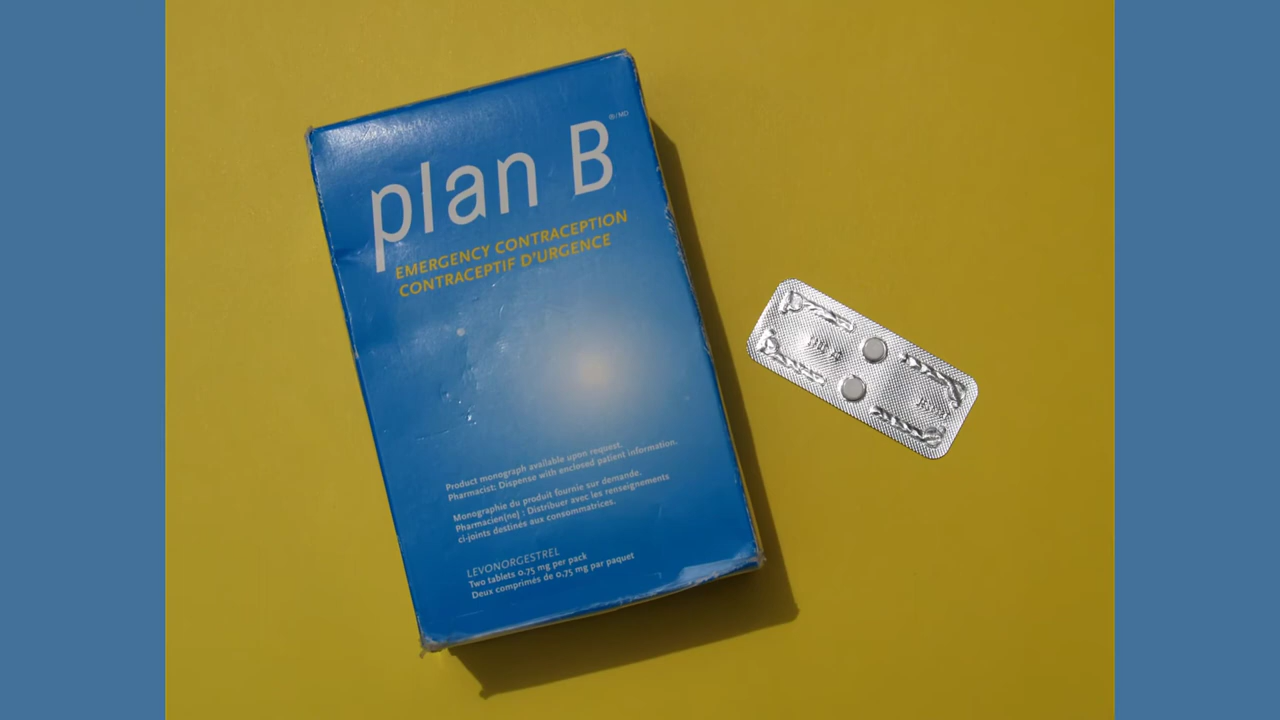 plan B
®/MD
EMERGENCY CONTRACEPTION
CONTRACEPTIF D'URGENCE
Product monograph available upon request.
Pharmacist: Dispense with enclosed patient information.
Monographie du produit fournie sur demande.
Pharmacien(ne) : Distribuer avec les renseignements
ci-joints destinés aux consommatrices.
LEVONORGESTREL
Two tablets 0.75 mg per pack
Deux comprimés de 0,75 mg par paquet